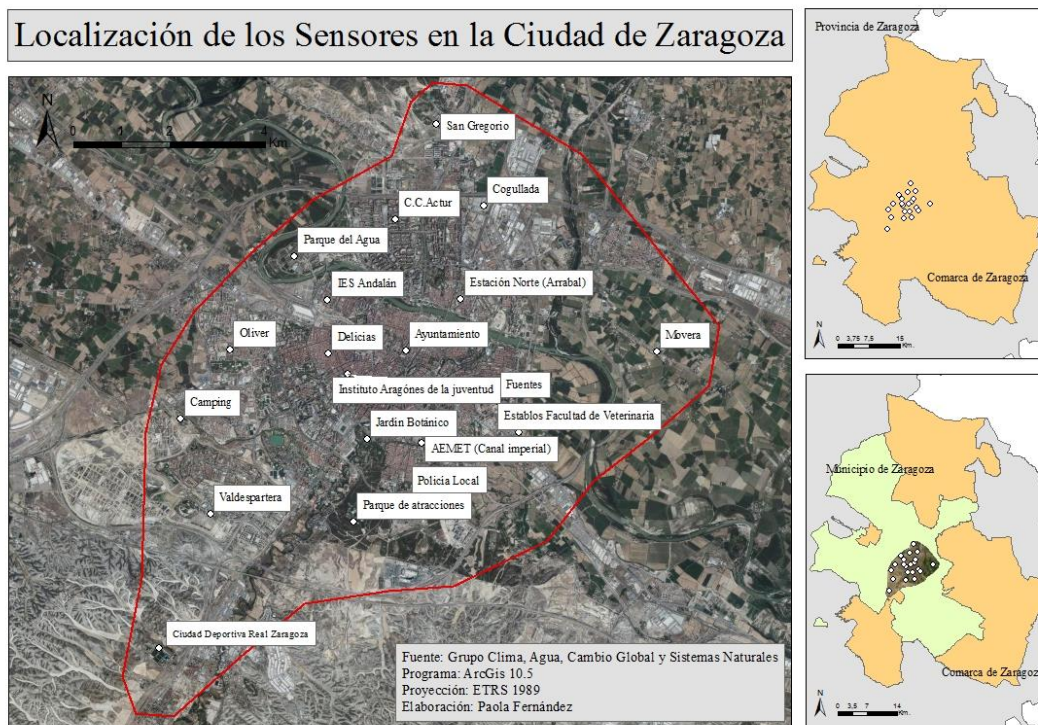 Localización de los Sensores en la Ciudad de Zaragoza
N
0 1 2 4
Km.
San Gregorio
Cogullada
C.C.Actur
Parque del Agua
IES Andalán
Estación Norte (Arrabal)
Oliver
Delicias
Ayuntamiento
Movera
Instituto Aragónes de la juventud
Fuentes
Camping
Establos Facultad de Veterinaria
Jardin Botánico
AEMET (Canal imperial)
Policia Local
Valdespartera
Parque de atracciones
Ciudad Deportiva Real Zaragoza
Fuente: Grupo Clima, Agua, Cambio Global y Sistemas Naturales
Programa: ArcGis 10.5
Proyección: ETRS 1989
Elaboración: Paola Fernández
Provincia de Zaragoza
Comarca de Zaragoza
N
0 3,75 7,5 15
Km.
Municipio de Zaragoza
Comarca de Zaragoza
N
0 3,5 7 14
Km.